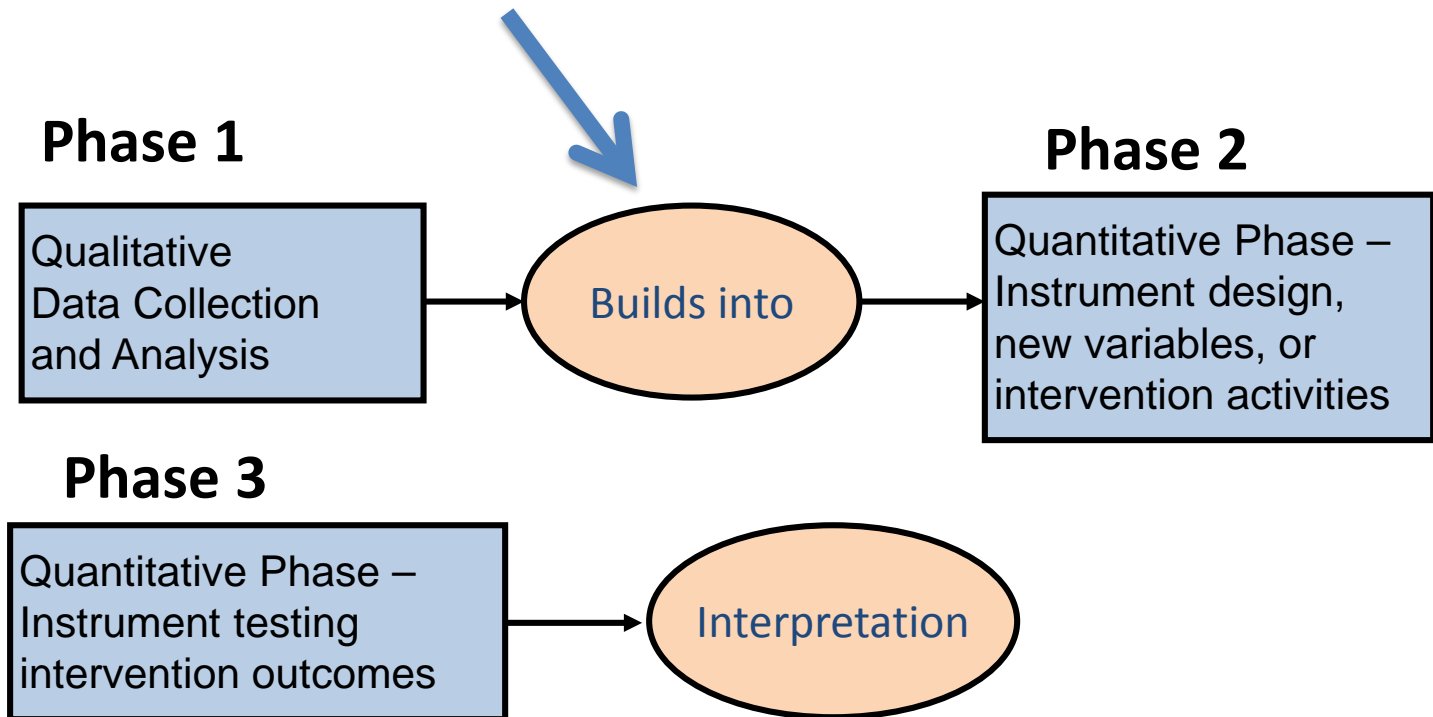 Phase 1
Qualitative
Data Collection
and Analysis
Builds into
Phase 2
Quantitative Phase –
Instrument design,
new variables, or
intervention activities
Phase 3
Quantitative Phase –
Instrument testing
intervention outcomes
Interpretation